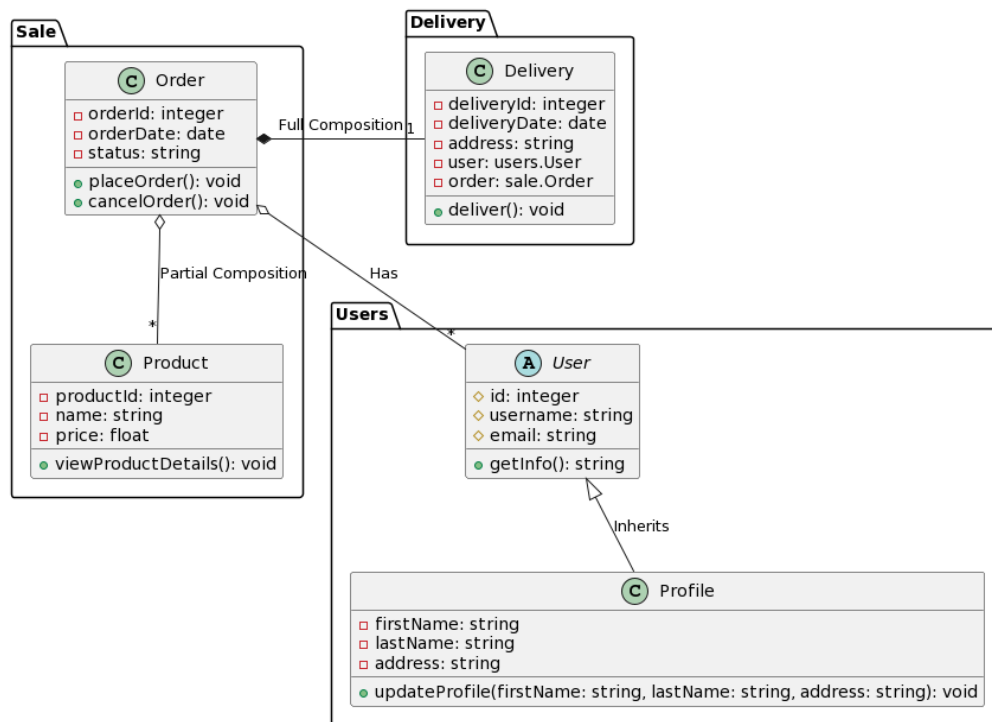 Sale
C Order
orderId: integer
orderDate: date
status: string
placeOrder(): void
cancelOrder(): void
Full Composition
1
Delivery
C Delivery
deliveryId: integer
deliveryDate: date
address: string
user: users.User
order: sale.Order
deliver(): void
Partial Composition
*
Has
*
C Product
productId: integer
name: string
price: float
viewProductDetails(): void
Users
A User
id: integer
username: string
email: string
getInfo(): string
Inherits
C Profile
firstName: string
lastName: string
address: string
updateProfile(firstName: string, lastName: string, address: string): void